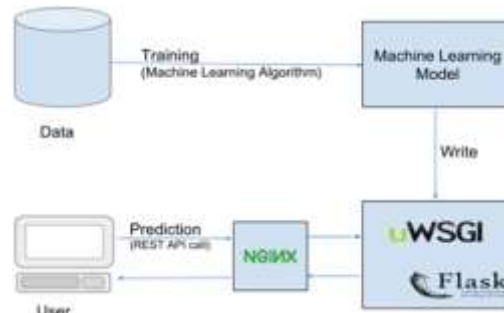 Training
(Machine Learning Algorithm)
Machine Learning
Model
Data
Write
Prediction
(REST API call)
NGINX
uWSGI
Flask
User